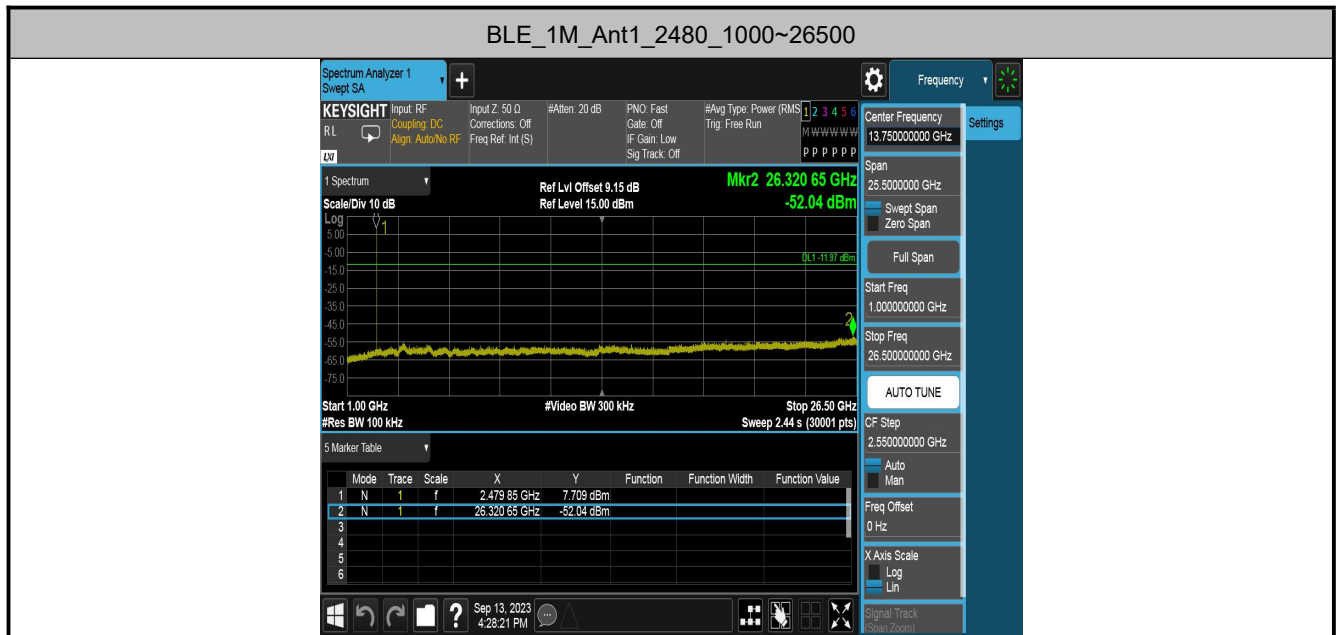 BLE_1M_Ant1_2480_1000~26500
Spectrum Analyzer 1
Swept SA
+
Frequency
KEYSIGHT
RL
LXI
Input: RF
Coupling: DC
Align: Auto/No RF
Input Z: 50 Ω
Corrections: Off
Freq Ref: Int (S)
#Atten: 20 dB
PNO: Fast
Gate: Off
IF Gain: Low
Sig Track: Off
#Avg Type: Power (RMS
Trig: Free Run
1 2 3 4 5 6
M W W W W W
P P P P P P
1 Spectrum
Scale/Div 10 dB
Ref Lvl Offset 9.15 dB
Ref Level 15.00 dBm
Mkr2 26.320 65 GHz
-52.04 dBm
Log
1
5.00
-5.00
DL1 -11.97 dBm
-15.0
-25.0
-35.0
-45.0
2
-55.0
-65.0
-75.0
Start 1.00 GHz
#Video BW 300 kHz
Stop 26.50 GHz
#Res BW 100 kHz
Sweep 2.44 s (30001 pts)
5 Marker Table
Mode Trace Scale X Y Function Function Width Function Value
1 N 1 f 2.479 85 GHz 7.709 dBm
2 N 1 f 26.320 65 GHz -52.04 dBm
3
4
5
6
?
Sep 13, 2023
4:28:21 PM
Center Frequency
13.750000000 GHz
Settings
Span
25.5000000 GHz
Swept Span
Zero Span
Full Span
Start Freq
1.000000000 GHz
Stop Freq
26.500000000 GHz
AUTO TUNE
CF Step
2.550000000 GHz
Auto
Man
Freq Offset
0 Hz
X Axis Scale
Log
Lin
Signal Track
(Span Zoom)